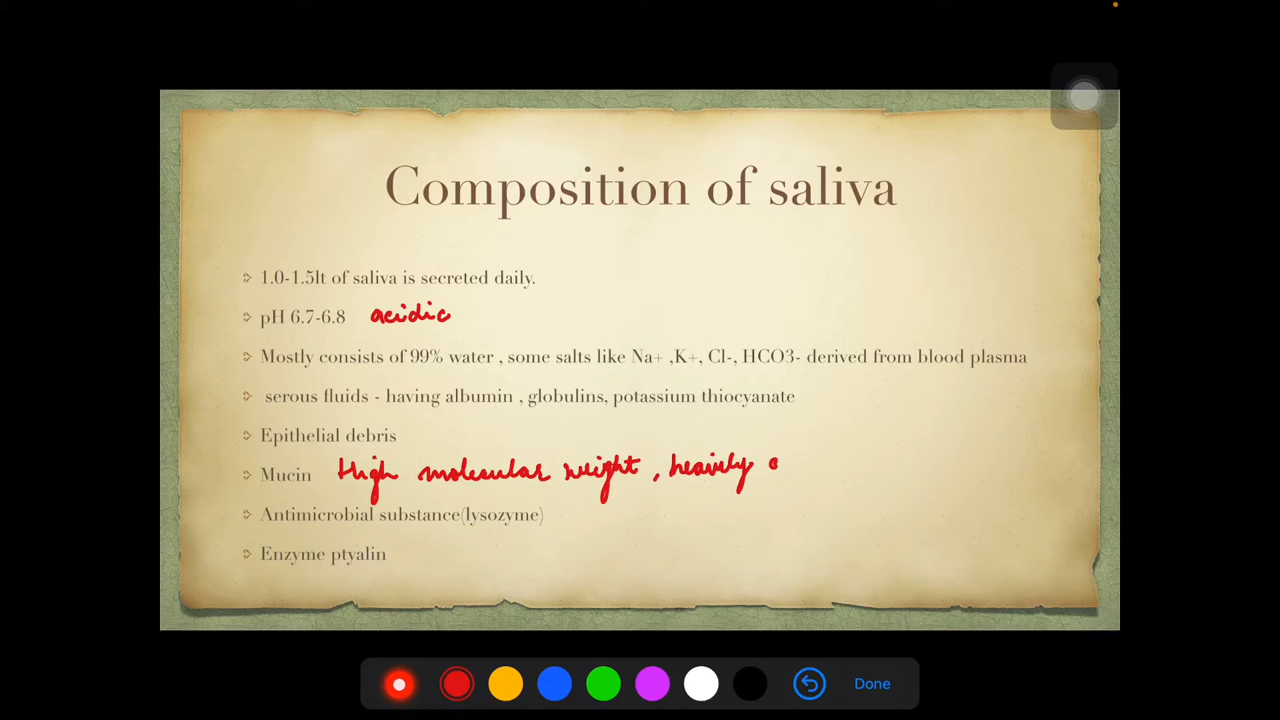 Composition of saliva
1.0-1.5lt of saliva is secreted daily.
pH 6.7-6.8 acidic
Mostly consists of 99% water , some salts like Na+ ,K+, Cl-, HCO3- derived from blood plasma
serous fluids - having albumin , globulins, potassium thiocyanate
Epithelial debris
Mucin High molecular weight , heavily
Antimicrobial substance(lysozyme)
Enzyme ptyalin
Done